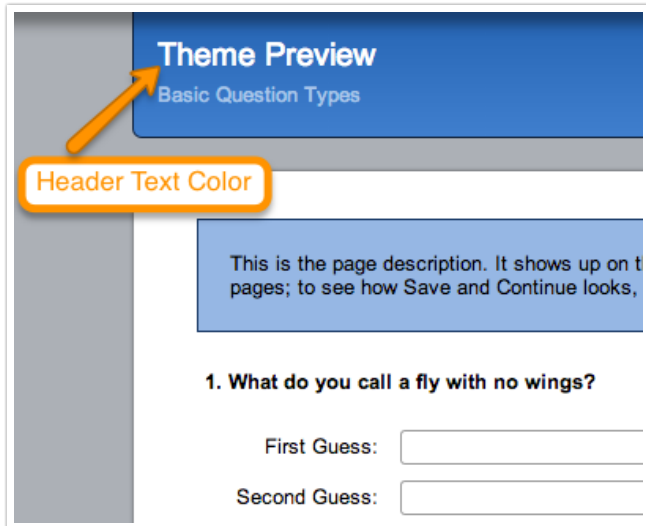 Theme Preview
Basic Question Types
Header Text Color
This is the page description. It shows up on
pages; to see how Save and Continue looks,
1. What do you call a fly with no wings?
First Guess:
Second Guess: